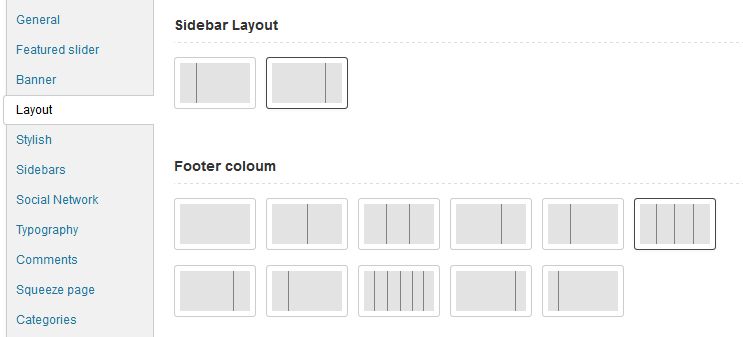 General
Featured slider
Banner
Layout
Stylish
Sidebars
Social Network
Typography
Comments
Squeeze page
Categories
Sidebar Layout
Footer coloum